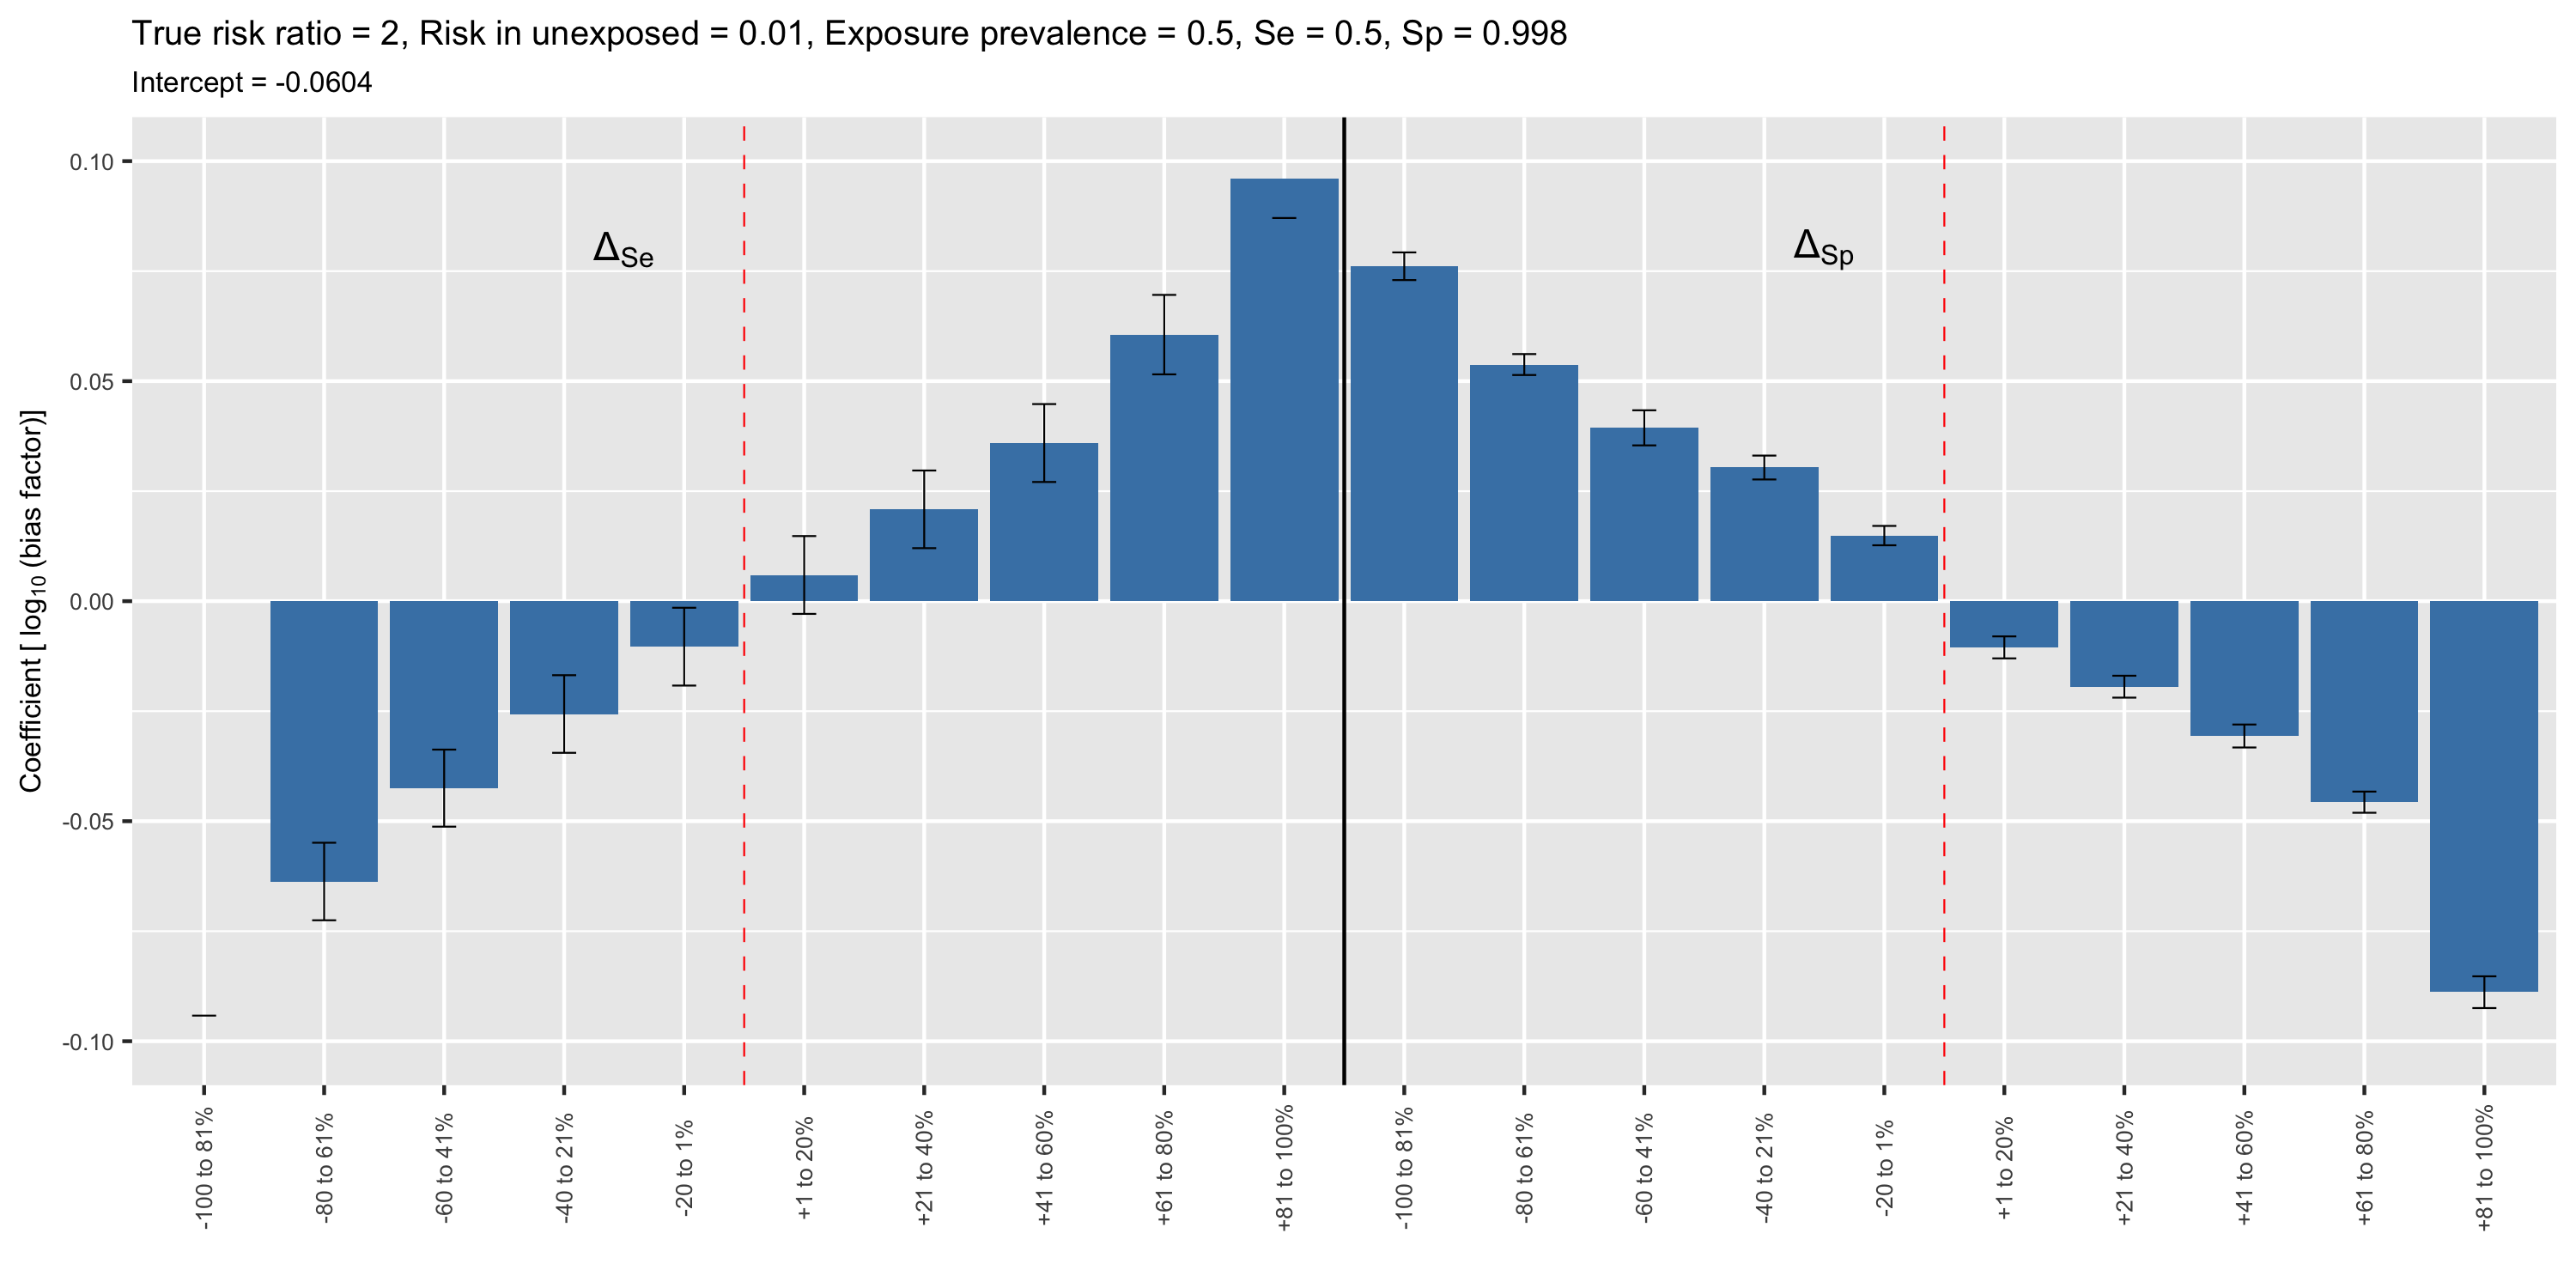 True risk ratio = 2, Risk in unexposed = 0.01, Exposure prevalence = 0.5, Se = 0.5, Sp = 0.998
Intercept = -0.0604
Coefficient [ log10 (bias factor)]
0.10
0.05
0.00
-0.05
-0.10
ΔSe
ΔSp
-100 to 81%
-80 to 61%
-60 to 41%
-40 to 21%
-20 to 1%
+1 to 20%
+21 to 40%
+41 to 60%
+61 to 80%
+81 to 100%
-100 to 81%
-80 to 61%
-60 to 41%
-40 to 21%
-20 to 1%
+1 to 20%
+21 to 40%
+41 to 60%
+61 to 80%
+81 to 100%